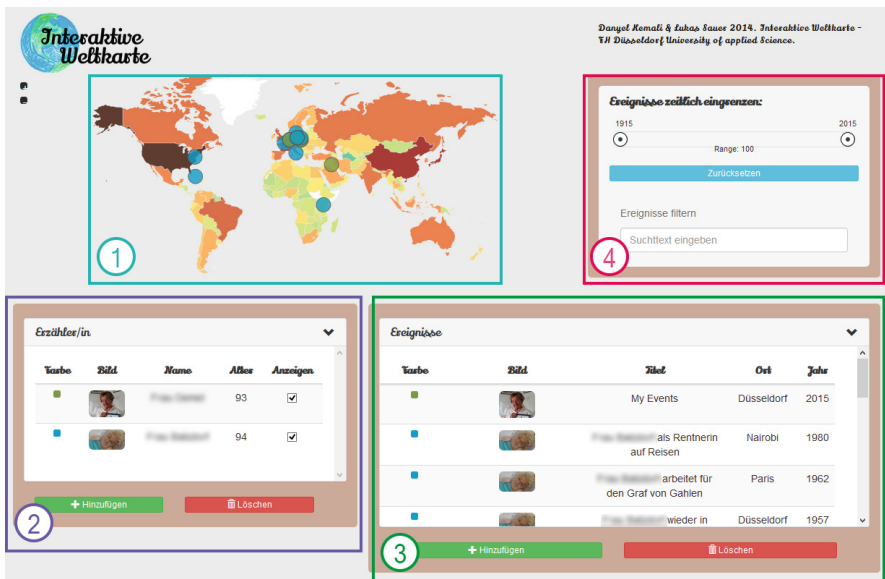 Interaktive
Weltkarte
Danyel Kemali & Lukas Sauer 2014. Interaktive Weltkarte -
FH Düsseldorf University of applied Science.
1
Ereignisse zeitlich eingrenzen:
1915 2015
Range: 100
Zurücksetzen
Ereignisse filtern
Suchttext eingeben
4
Erzähler/in
Farbe Bild Name Alter Anzeigen
93
94
Hinzufügen Löschen
2
Ereignisse
Farbe Bild Titel Ort Jahr
My Events Düsseldorf 2015
als Rentnerin Nairobi 1980
auf Reisen
arbeitet für Paris 1962
den Graf von Gahlen
wieder in Düsseldorf 1957
Hinzufügen Löschen
3